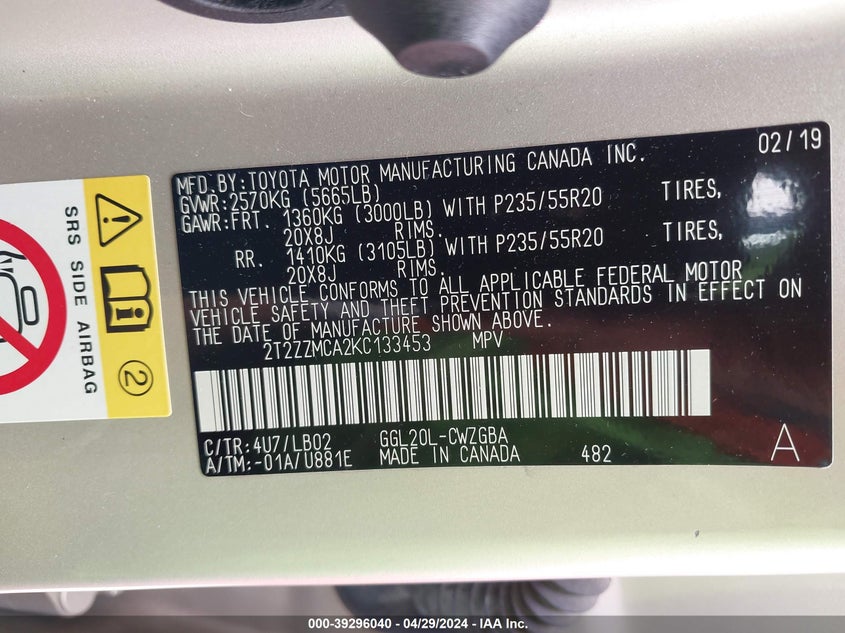 02/19
MFD.BY:TOYOTA MOTOR MANUFACTURING CANADA INC.
GVWR:2570KG (5665LB)
GAWR:FRT. 1360KG (3000LB) WITH P235/55R20 TIRES,
20X8J RIMS.
RR. 1410KG (3105LB) WITH P235/55R20 TIRES,
20X8J RIMS.
THIS VEHICLE CONFORMS TO ALL APPLICABLE FEDERAL MOTOR
VEHICLE SAFETY AND THEFT PREVENTION STANDARDS IN EFFECT ON
THE DATE OF MANUFACTURE SHOWN ABOVE.
2T2ZZMCA2KC133453 MPV
C/TR:4U7/LB02 GGL20L-CWZGBA
A/TM:-01A/U881E MADE IN CANADA 482 A
SRS SIDE AIRBAG
2
000-39296040 - 04/29/2024 - IAA Inc.